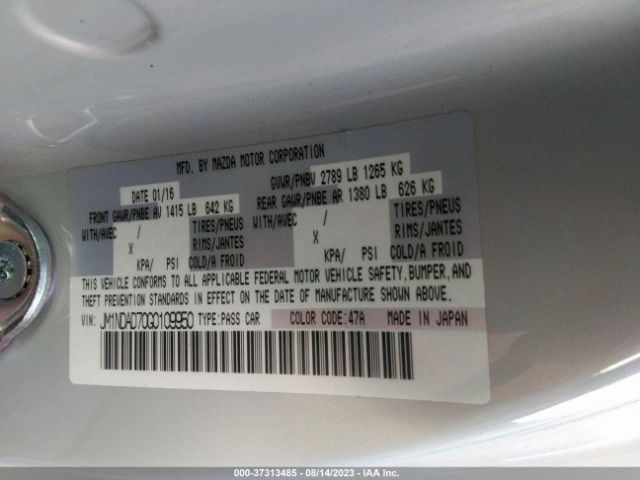 MFD. BY MAZDA MOTOR CORPORATION
DATE 01/16 GVWR/PNBV 2789 LB 1265 KG
FRONT GAWR/PNBE AV 1415 LB 642 KG REAR GAWR/PNBE AR 1380 LB 626 KG
WITH/AVEC / TIRES/PNEUS WITH/AVEC / TIRES/PNEUS
X RIMS/JANTES X RIMS/JANTES
KPA/ PSI COLD/A FROID KPA/ PSI COLD/A FROID
THIS VEHICLE CONFORMS TO ALL APPLICABLE FEDERAL MOTOR VEHICLE SAFETY, BUMPER, AND
THEFT PREVENTION STANDARDS IN EFFECT ON THE DATE OF MANUFACTURE SHOWN ABOVE.
VIN: JM1NDAD70G0109950 TYPE: PASS CAR COLOR CODE: 47A MADE IN JAPAN
000-37313485 - 08/14/2023 - IAA Inc.